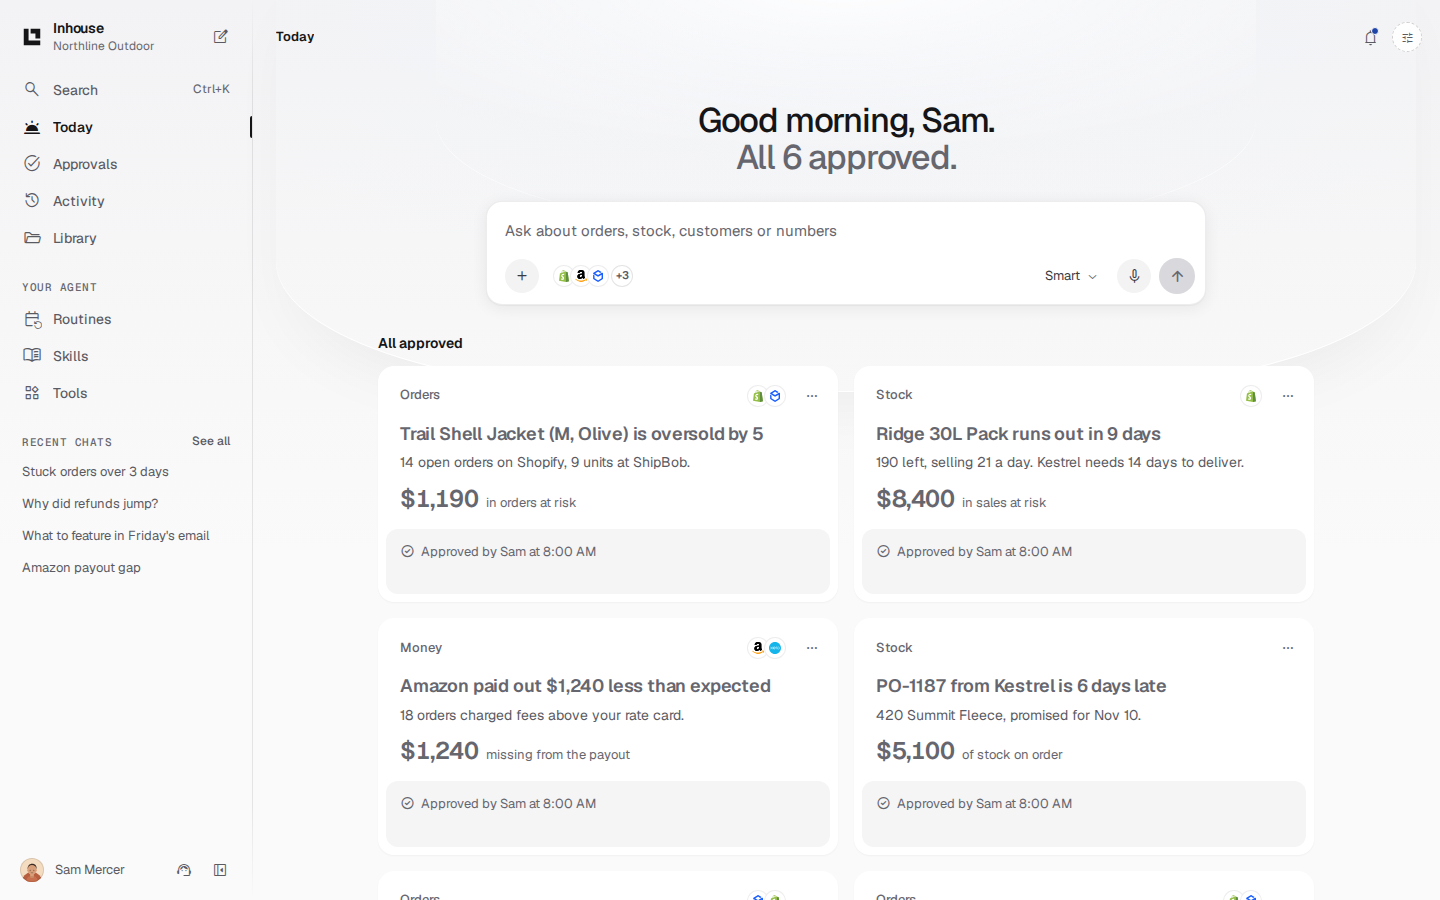 Inhouse
Northline Outdoor
Search Ctrl+K
Today
Approvals
Activity
Library
YOUR AGENT
Routines
Skills
Tools
RECENT CHATS See all
Stuck orders over 3 days
Why did refunds jump?
What to feature in Friday's email
Amazon payout gap
Sam Mercer
Today
Good morning, Sam.
All 6 approved.
Ask about orders, stock, customers or numbers
+3
Smart
All approved
Orders
Trail Shell Jacket (M, Olive) is oversold by 5
14 open orders on Shopify, 9 units at ShipBob.
$1,190 in orders at risk
Approved by Sam at 8:00 AM
Stock
Ridge 30L Pack runs out in 9 days
190 left, selling 21 a day. Kestrel needs 14 days to deliver.
$8,400 in sales at risk
Approved by Sam at 8:00 AM
Money
Amazon paid out $1,240 less than expected
18 orders charged fees above your rate card.
$1,240 missing from the payout
Approved by Sam at 8:00 AM
Stock
PO-1187 from Kestrel is 6 days late
420 Summit Fleece, promised for Nov 10.
$5,100 of stock on order
Approved by Sam at 8:00 AM
Orders
Orders